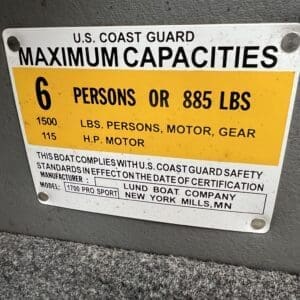 U.S. COAST GUARD
MAXIMUM CAPACITIES
6 PERSONS OR 885 LBS
1500 LBS. PERSONS, MOTOR, GEAR
115 H.P. MOTOR
THIS BOAT COMPLIES WITH U.S. COAST GUARD SAFETY
STANDARDS IN EFFECT ON THE DATE OF CERTIFICATION
MANUFACTURER :
MODEL: 1700 PRO SPORT LUND BOAT COMPANY
NEW YORK MILLS, MN